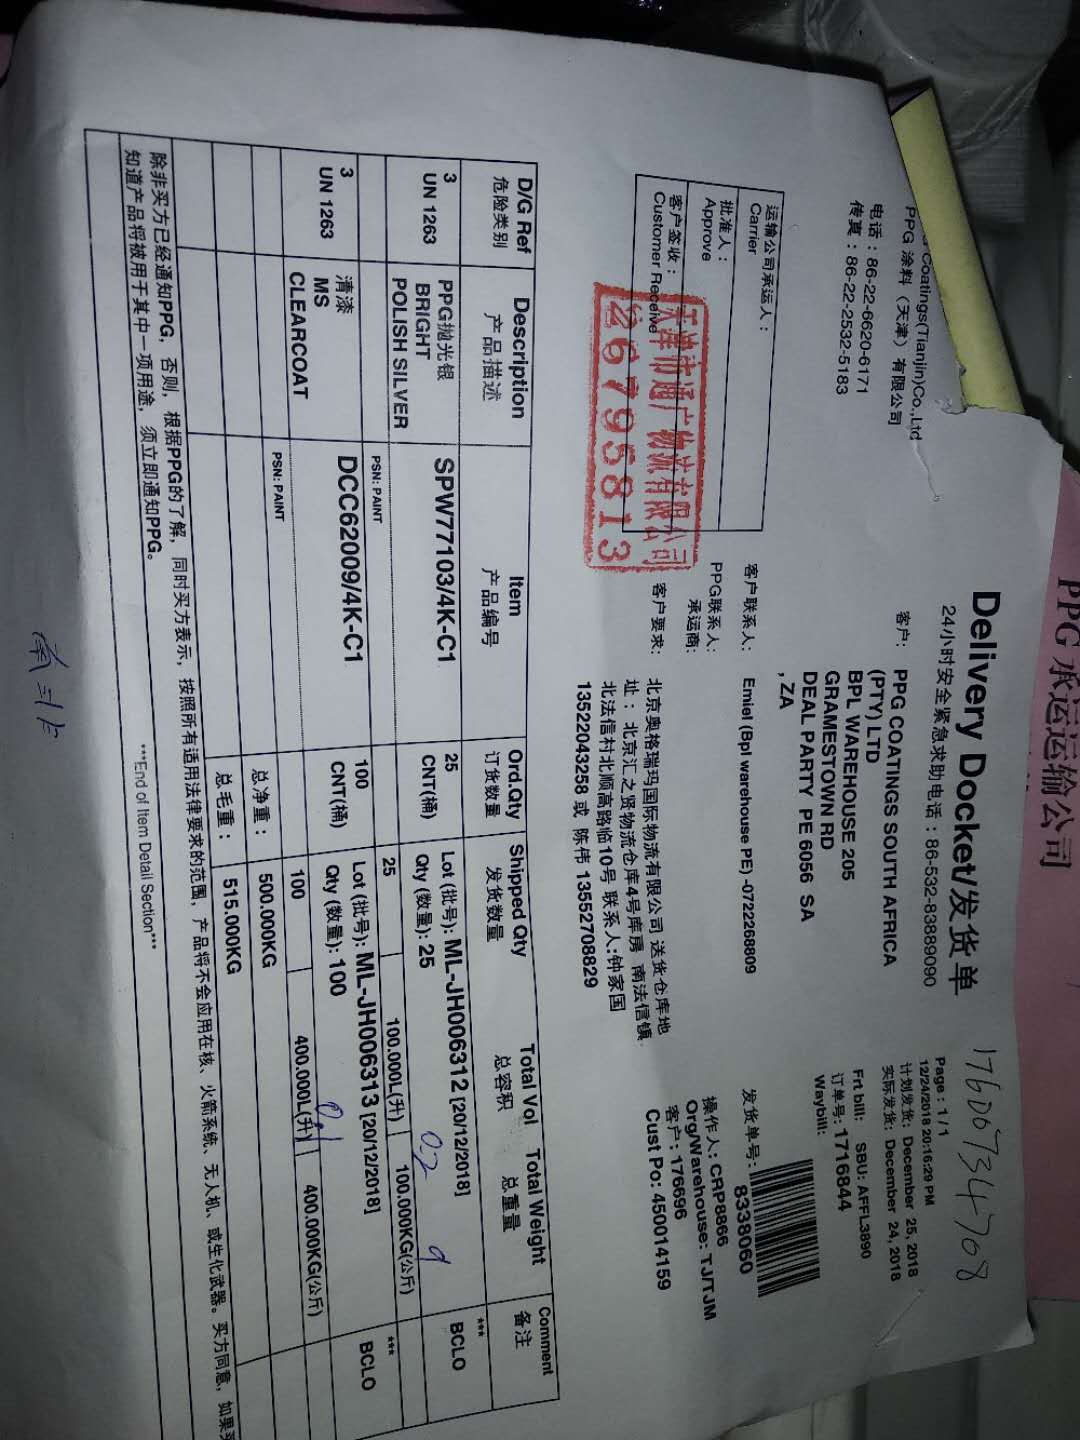 PPG 承运运输公司
Coatings(Tianjin)Co.,Ltd
PPG 涂料（天津）有限公司
电话：86-22-6620-6171
传真：86-22-2532-5183
Delivery Docket/发货单
24小时安全紧急求助电话：86-532-83889090
17600734708
Page : 1 / 1
12/24/2018 20:16:29 PM
计划发货: December 25, 2018
实际发货: December 24, 2018
Frt bill: SBU: AFFL3890
订单号: 1716844
Waybill:
客户: PPG COATINGS SOUTH AFRICA
(PTY) LTD
BPL WAREHOUSE 205
GRAMESTOWN RD
DEAL PARTY PE 6056 SA
, ZA
发货单号: 8338060
操作人: CRP8866
Org/Warehouse: TJ/TJM
客户: 176696
Cust Po: 4500014159
运输公司承运人：
Carrier
批准人：
Approve
客户签收：
Customer Receive
天津市通广物流有限公司
26795813
客户联系人: Emiel (Bpl warehouse PE) -0722268809
PPG联系人:
承运商:
客户要求: 北京奥格瑞玛国际物流有限公司 送货仓库地
址：北京汇之贤物流仓库4号库房 南法信镇
北法信村北顺高路临10号 联系人:钟家国
13522043258 或 陈伟 13552708829
D/G Ref Description Item Ord.Qty Shipped Qty Total Vol Total Weight Comment
危险类别 产品描述 产品编号 订货数量 发货数量 总容积 总重量 备注
3 PPG抛光银 SPW77103/4K-C1 25 Lot (批号): ML-JH006312 [20/12/2018] *** BCLO
UN 1263 BRIGHT CNT(桶) Qty (数量): 25 0.2 9
POLISH SILVER
PSN: PAINT 25 100.000L(升) 100.000KG(公斤)
3 清漆 DCC62009/4K-C1 100 Lot (批号): ML-JH006313 [20/12/2018] *** BCLO
UN 1263 MS CNT(桶) Qty (数量): 100
CLEARCOAT
PSN: PAINT 100 400.000L(升) 400.000KG(公斤)
总净重： 500.000KG
总毛重： 515.000KG
除非买方已经通知PPG，否则，根据PPG的了解，同时买方表示，按照所有适用法律要求的范围，产品将不会应用在核、火箭系统、无人机、或生化武器。买方同意，如果买
知道产品将被用于其中一项用途，须立即通知PPG。
***End of Item Detail Section***